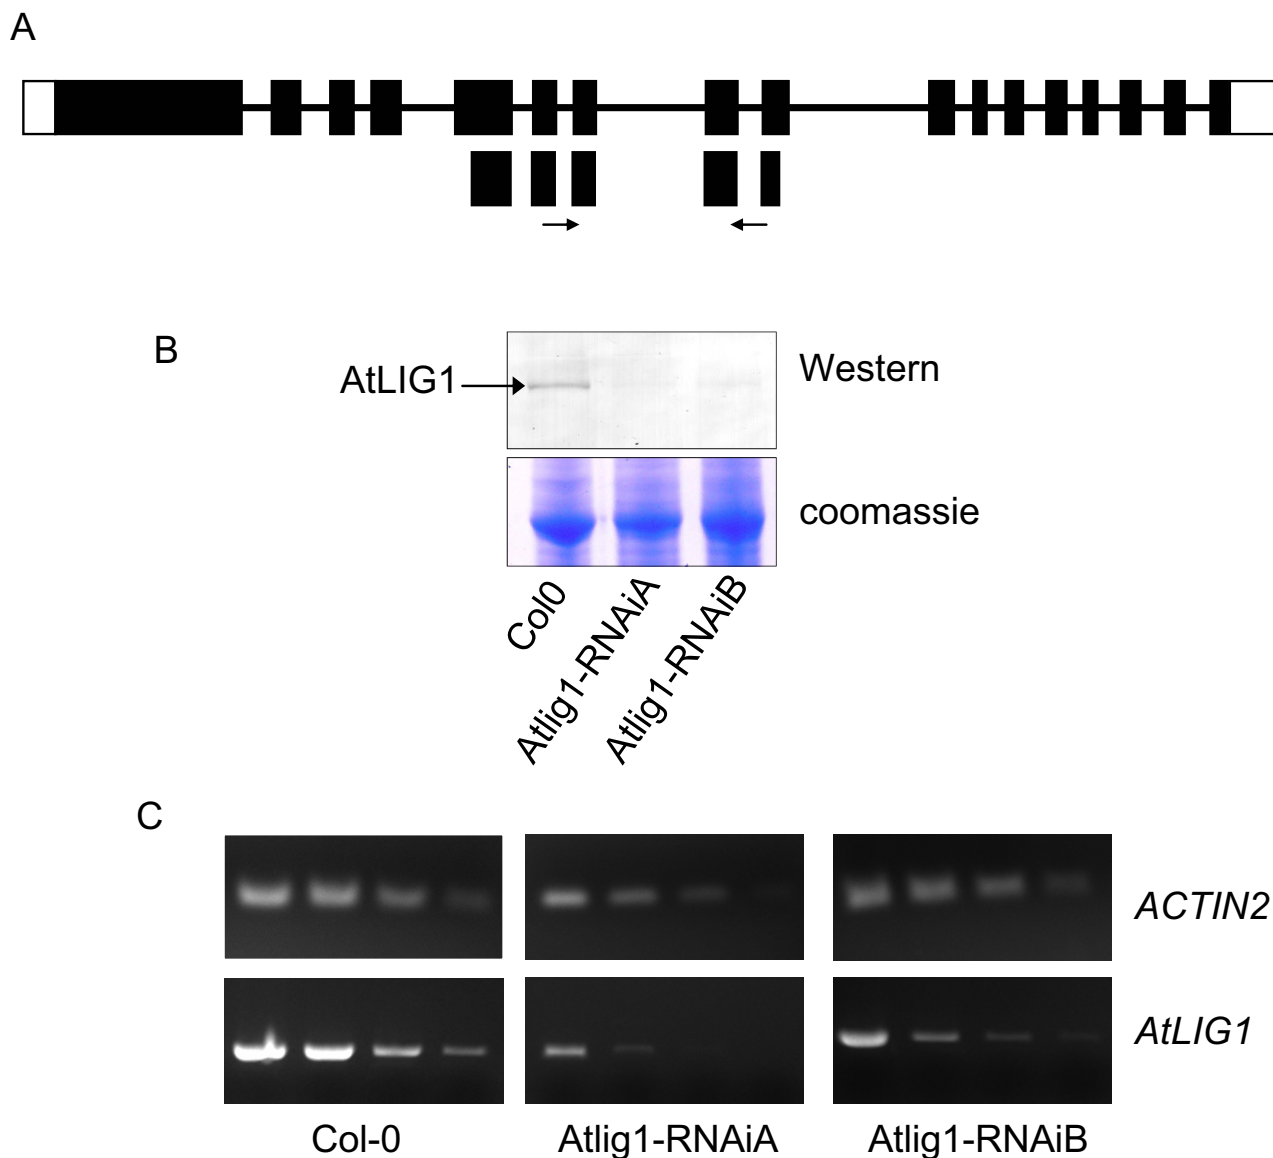 A
B
AtLIG1
Western
coomassie
Col0
Atlig1-RNAiA
Atlig1-RNAiB
C
ACTIN2
AtLIG1
Col-0
Atlig1-RNAiA
Atlig1-RNAiB